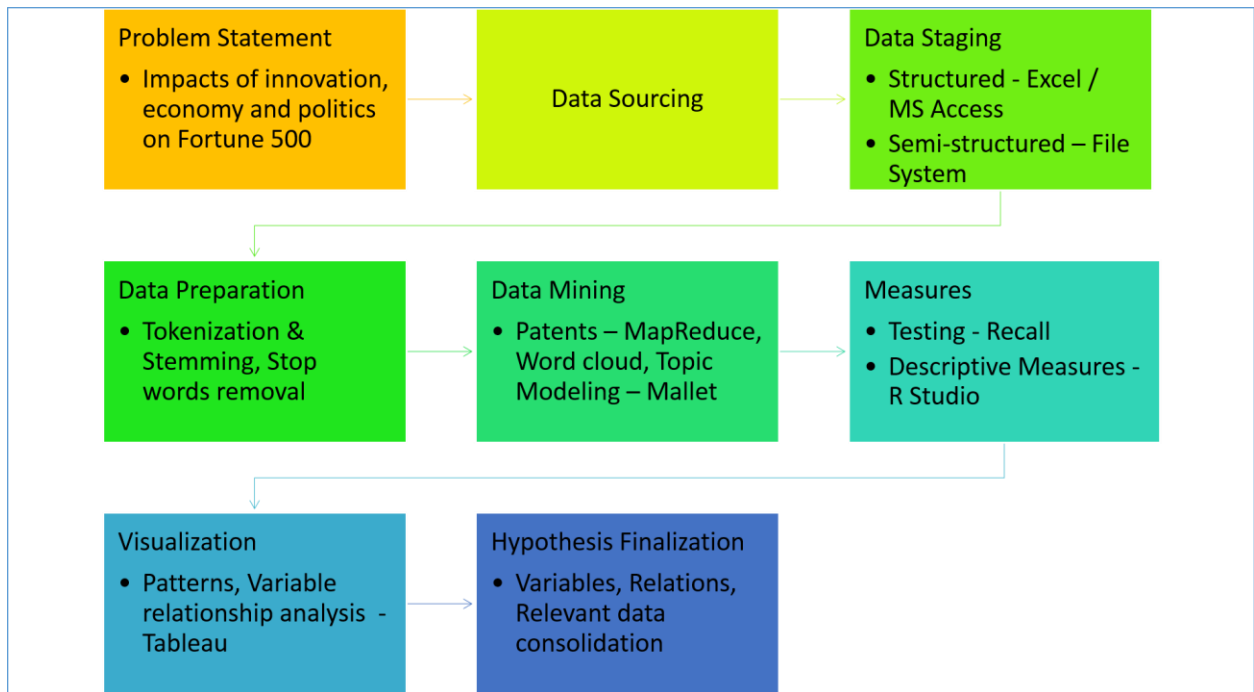 Problem Statement
• Impacts of innovation,
economy and politics
on Fortune 500
Data Sourcing
Data Staging
• Structured - Excel /
MS Access
• Semi-structured – File
System
Data Preparation
• Tokenization &
Stemming, Stop
words removal
Data Mining
• Patents – MapReduce,
Word cloud, Topic
Modeling – Mallet
Measures
• Testing - Recall
• Descriptive Measures -
R Studio
Visualization
• Patterns, Variable
relationship analysis -
Tableau
Hypothesis Finalization
• Variables, Relations,
Relevant data
consolidation